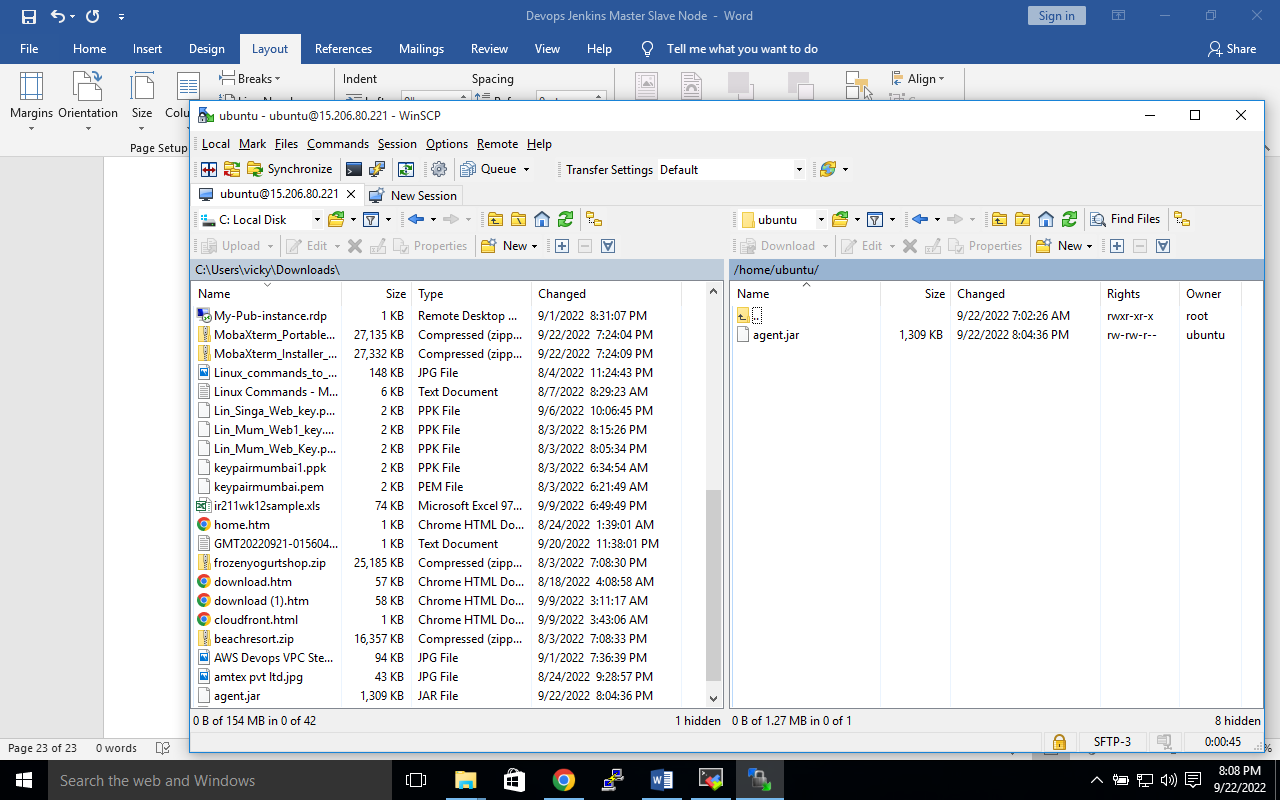 Devops Jenkins Master Slave Node - Word
Sign in
File Home Insert Design Layout References Mailings Review View Help Tell me what you want to do Share
Breaks Indent Spacing Align
Margins Orientation Size
Page Setup
ubuntu - ubuntu@15.206.80.221 - WinSCP
Local Mark Files Commands Session Options Remote Help
Synchronize Queue Transfer Settings Default
ubuntu@15.206.80.221 New Session
C: Local Disk ubuntu Find Files
Upload Edit Properties New Download Edit Properties New
C:\Users\vicky\Downloads\ /home/ubuntu/
Name Size Type Changed Name Size Changed Rights Owner
My-Pub-instance.rdp 1 KB Remote Desktop ... 9/1/2022 8:31:07 PM .. 9/22/2022 7:02:26 AM rwxr-xr-x root
MobaXterm_Portable... 27,135 KB Compressed (zipp... 9/22/2022 7:24:04 PM agent.jar 1,309 KB 9/22/2022 8:04:36 PM rw-rw-r-- ubuntu
MobaXterm_Installer_... 27,332 KB Compressed (zipp... 9/22/2022 7:24:09 PM
Linux_commands_to_... 148 KB JPG File 8/4/2022 11:24:43 PM
Linux Commands - M... 6 KB Text Document 8/7/2022 8:29:23 AM
Lin_Singa_Web_key.p... 2 KB PPK File 9/6/2022 10:06:45 PM
Lin_Mum_Web1_key.... 2 KB PPK File 8/3/2022 8:15:26 PM
Lin_Mum_Web_Key.p... 2 KB PPK File 8/3/2022 8:05:34 PM
keypairmumbai1.ppk 2 KB PPK File 8/3/2022 6:34:54 AM
keypairmumbai.pem 2 KB PEM File 8/3/2022 6:21:49 AM
ir211wk12sample.xls 74 KB Microsoft Excel 97... 9/9/2022 6:49:49 PM
home.htm 1 KB Chrome HTML Do... 8/24/2022 1:39:01 AM
GMT20220921-015604... 1 KB Text Document 9/20/2022 11:38:01 PM
frozenyogurtshop.zip 25,185 KB Compressed (zipp... 8/3/2022 7:08:30 PM
download.htm 57 KB Chrome HTML Do... 8/18/2022 4:08:58 AM
download (1).htm 58 KB Chrome HTML Do... 9/9/2022 3:11:17 AM
cloudfront.html 1 KB Chrome HTML Do... 9/9/2022 3:43:06 AM
beachresort.zip 16,357 KB Compressed (zipp... 8/3/2022 7:08:33 PM
AWS Devops VPC Ste... 94 KB JPG File 9/1/2022 7:36:39 PM
amtex pvt ltd.jpg 43 KB JPG File 8/24/2022 9:28:57 PM
agent.jar 1,309 KB JAR File 9/22/2022 8:04:36 PM
0 B of 154 MB in 0 of 42 1 hidden 0 B of 1.27 MB in 0 of 1 8 hidden
SFTP-3 0:00:45
Page 23 of 23 0 words %
Search the web and Windows
8:08 PM
9/22/2022